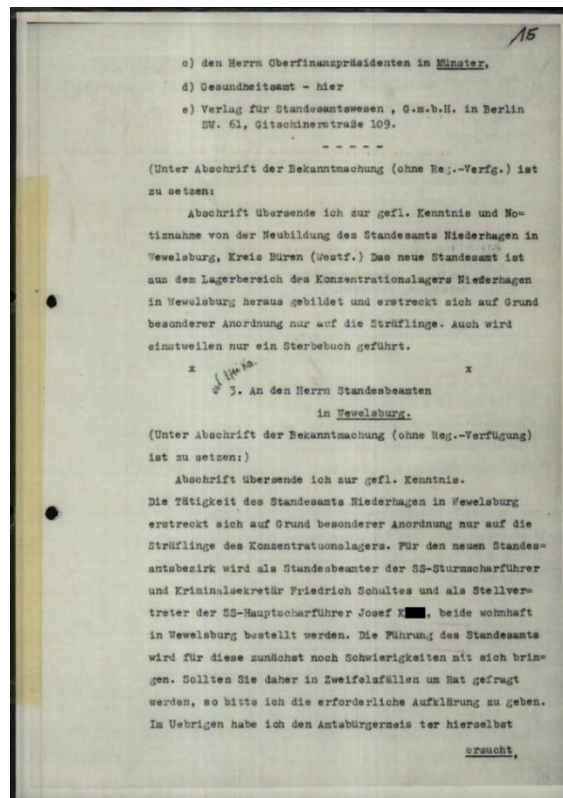 15
c) den Herrn Oberfinanzpräsidenten in Münster,
d) Gesundheitsamt - hier
e) Verlag für Standesamtswesen , G.m.b.H. in Berlin
SW. 61, Gitschinerstraße 109.
- - - - -
(Unter Abschrift der Bekanntmachung (ohne Reg.-Verfg.) ist
zu setzen:
Abschrift übersende ich zur gefl. Kenntnis und No=
tiznahme von der Neubildung des Standesamts Niederhagen in
Wewelsburg, Kreis Büren (Westf.) Das neue Standesamt ist
aus dem Lagerbereich des Konzentrationslagers Niederhagen
in Wewelsburg heraus gebildet und erstreckt sich auf Grund
besonderer Anordnung nur auf die Sträflinge. Auch wird
einstweilen nur ein Sterbebuch geführt.
x x
3. An den Herrn Standesbeamten
in Wewelsburg.
(Unter Abschrift der Bekanntmachung (ohne Reg.-Verfügung)
ist zu setzen:)
Abschrift übersende ich zur gefl. Kenntnis.
Die Tätigkeit des Standesamts Niederhagen in Wewelsburg
erstreckt sich auf Grund besonderer Anordnung nur auf die
Sträflinge des Konzentratuonslagers. Für den neuen Standes=
amtsbezirk wird als Standesbeamter der SS-Sturmscharführer
und Kriminalsekretär Friedrich Schultes und als Stellver=
treter der SS-Hauptscharführer Josef K, beide wohnhaft
in Wewelsburg bestellt werden. Die Führung des Standesamts
wird für diese zunächst noch Schwierigkeiten mit sich brin=
gen. Sollten Sie daher in Zweifelsfällen um Rat gefragt
werden, so bitte ich die erforderliche Aufklärung zu geben.
Im Uebrigen habe ich den Amtsbürgermeis ter hierselbst
ersucht,